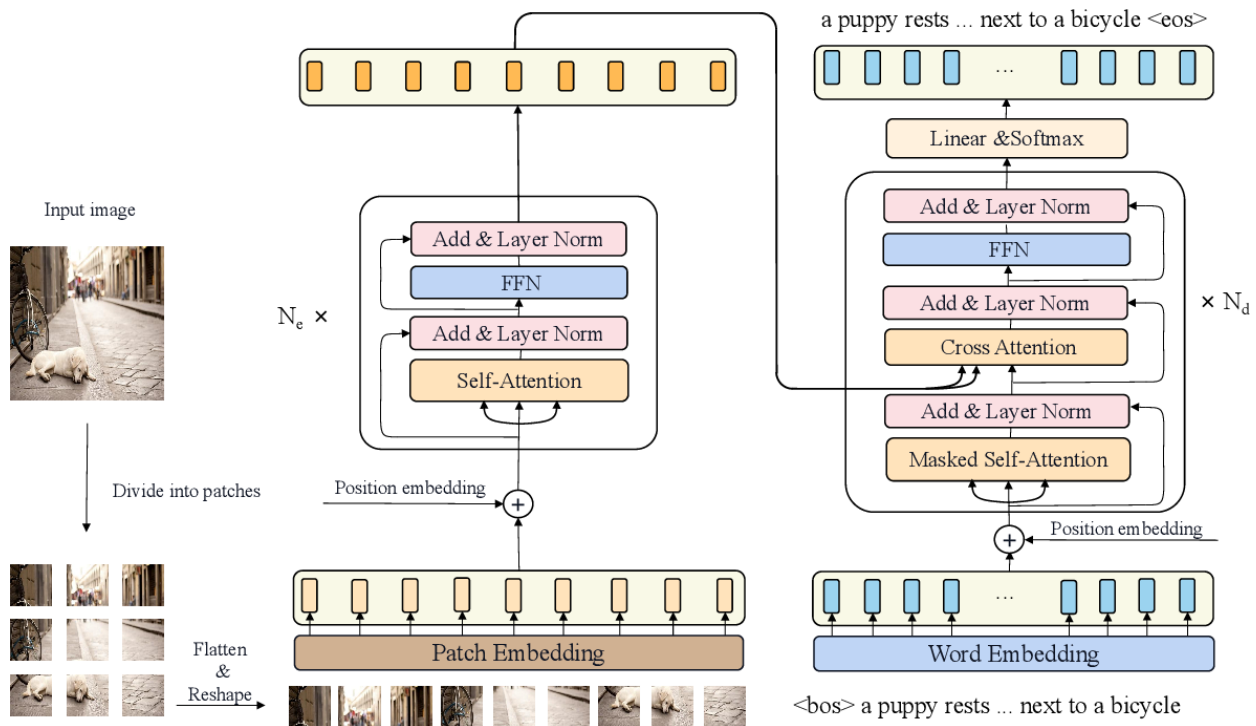 a puppy rests ... next to a bicycle <eos>
...
Linear &Softmax
Input image
Add & Layer Norm
FFN
Add & Layer Norm
Self-Attention
Nₑ ×
Add & Layer Norm
FFN
Add & Layer Norm
Cross Attention
Add & Layer Norm
Masked Self-Attention
× N_d
Divide into patches
Position embedding
+
Position embedding
+
...
Flatten
&
Reshape
Patch Embedding
Word Embedding
<bos> a puppy rests ... next to a bicycle